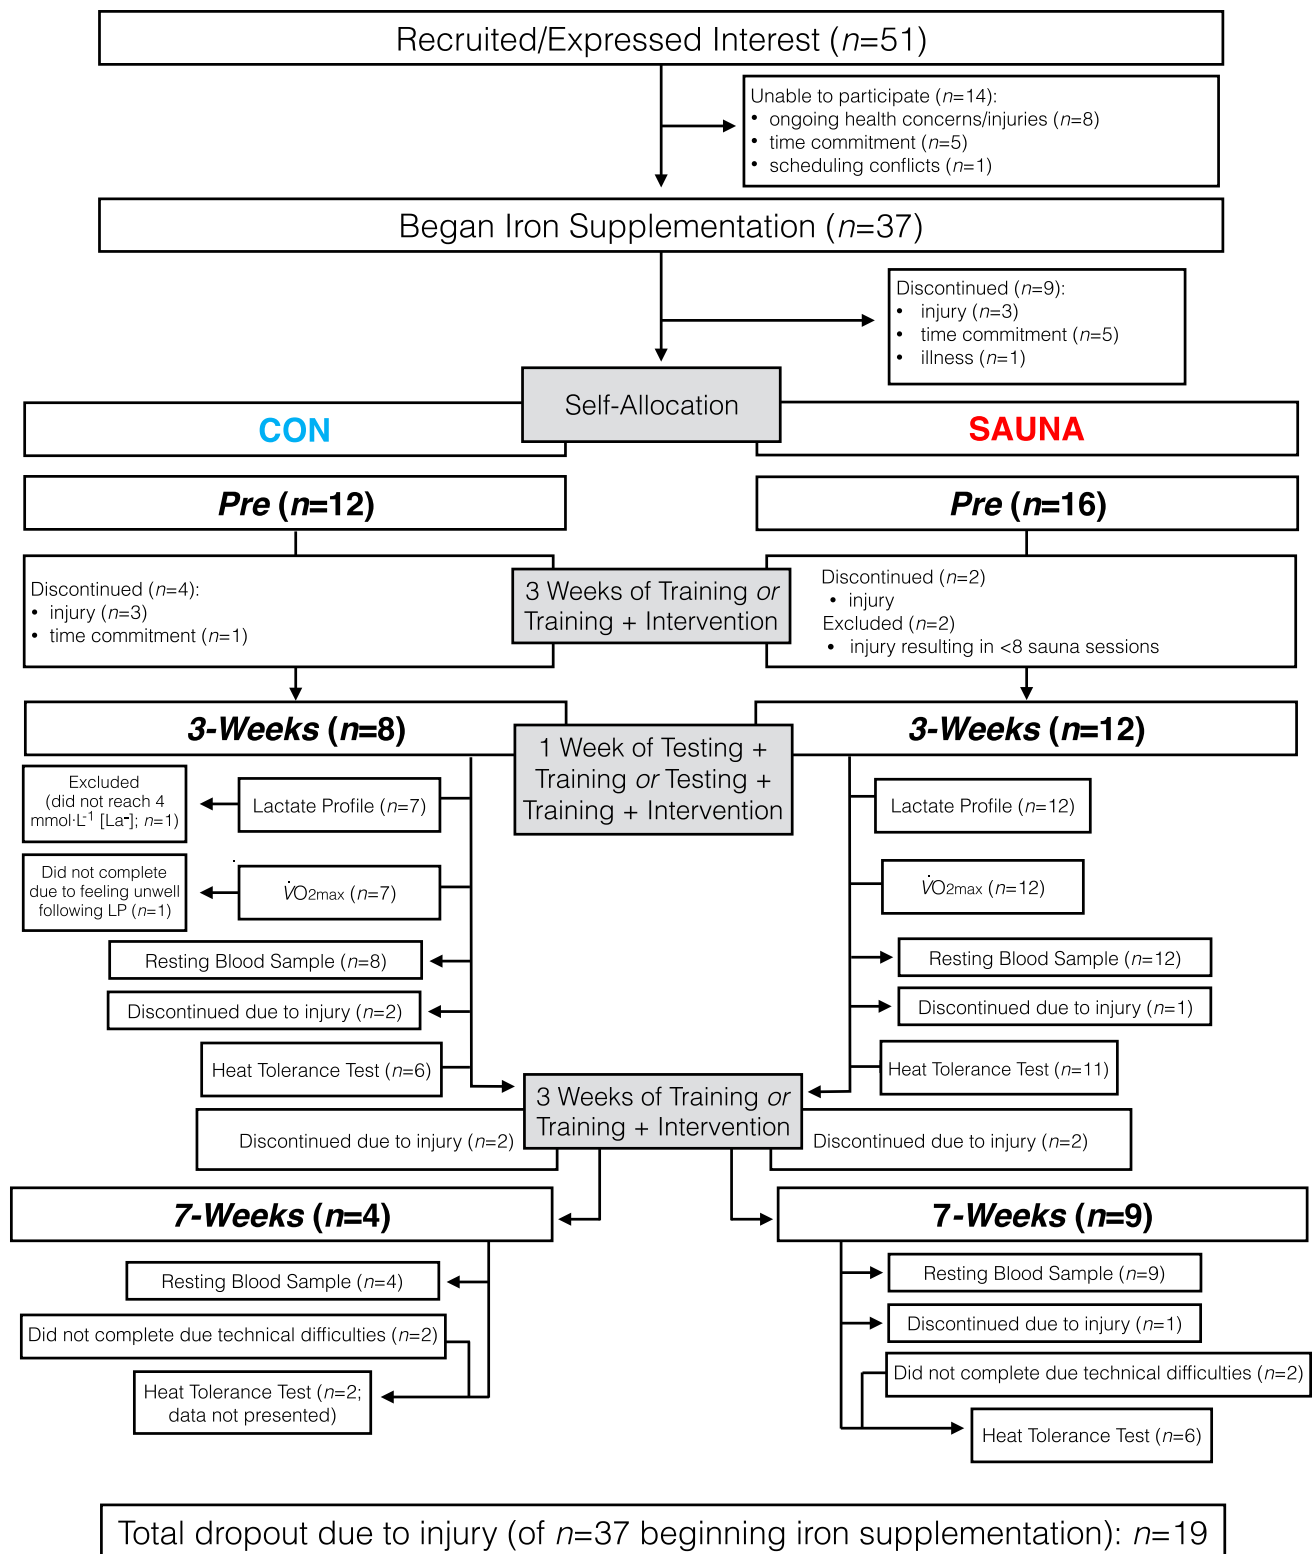 Recruited/Expressed Interest (n=51)
Unable to participate (n=14):
• ongoing health concerns/injuries (n=8)
• time commitment (n=5)
• scheduling conflicts (n=1)
Began Iron Supplementation (n=37)
Discontinued (n=9):
• injury (n=3)
• time commitment (n=5)
• illness (n=1)
Self-Allocation
CON
SAUNA
Pre (n=12)
Pre (n=16)
Discontinued (n=4):
• injury (n=3)
• time commitment (n=1)
3 Weeks of Training or
Training + Intervention
Discontinued (n=2)
• injury
Excluded (n=2)
• injury resulting in <8 sauna sessions
3-Weeks (n=8)
3-Weeks (n=12)
1 Week of Testing +
Training or Testing +
Training + Intervention
Excluded
(did not reach 4
mmol·L⁻¹ [La⁻]; n=1)
Lactate Profile (n=7)
Lactate Profile (n=12)
Did not complete
due to feeling unwell
following LP (n=1)
V̇O2max (n=7)
V̇O2max (n=12)
Resting Blood Sample (n=8)
Resting Blood Sample (n=12)
Discontinued due to injury (n=2)
Discontinued due to injury (n=1)
Heat Tolerance Test (n=6)
Heat Tolerance Test (n=11)
3 Weeks of Training or
Training + Intervention
Discontinued due to injury (n=2)
Discontinued due to injury (n=2)
7-Weeks (n=4)
7-Weeks (n=9)
Resting Blood Sample (n=4)
Resting Blood Sample (n=9)
Did not complete due technical difficulties (n=2)
Discontinued due to injury (n=1)
Heat Tolerance Test (n=2;
data not presented)
Did not complete due technical difficulties (n=2)
Heat Tolerance Test (n=6)
Total dropout due to injury (of n=37 beginning iron supplementation): n=19